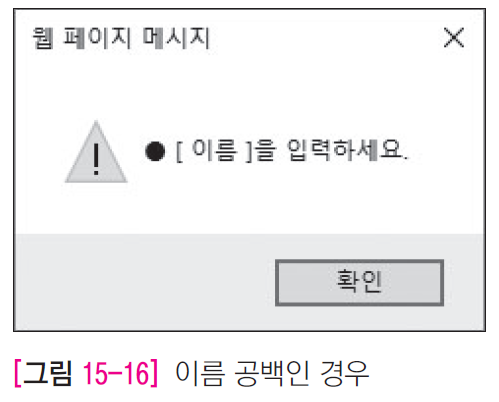 웹 페이지 메시지
● [ 이름 ]을 입력하세요.
확인
[그림 15-16] 이름 공백인 경우